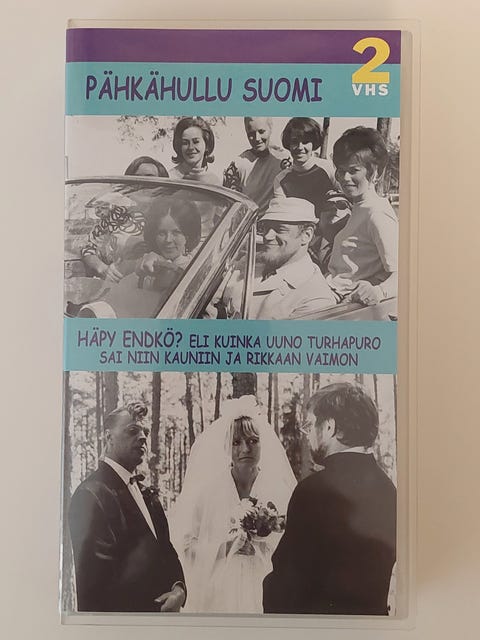 2
VHS
PÄHKÄHULLU SUOMI
HÄPY ENDKÖ? ELI KUINKA UUNO TURHAPURO
SAI NIIN KAUNIIN JA RIKKAAN VAIMON